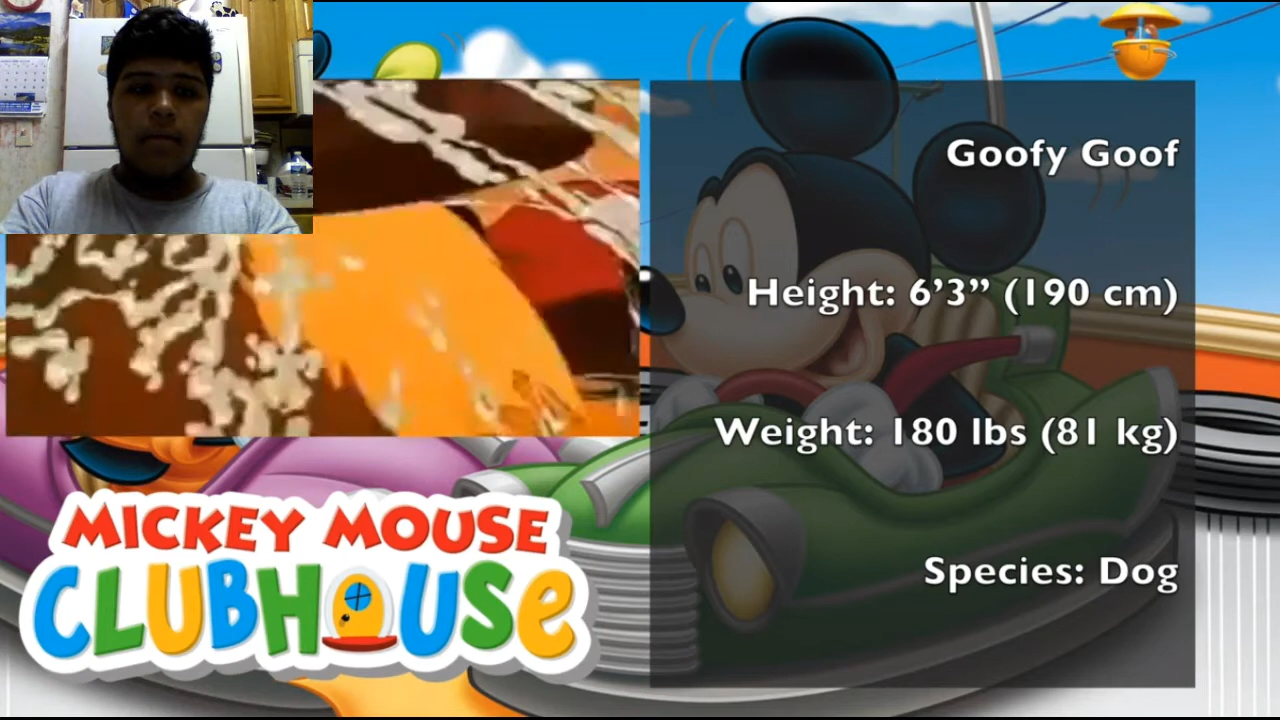 Goofy Goof
Height: 6’3” (190 cm)
Weight: 180 lbs (81 kg)
Species: Dog
MICKEY MOUSE
CLUBHOUSE